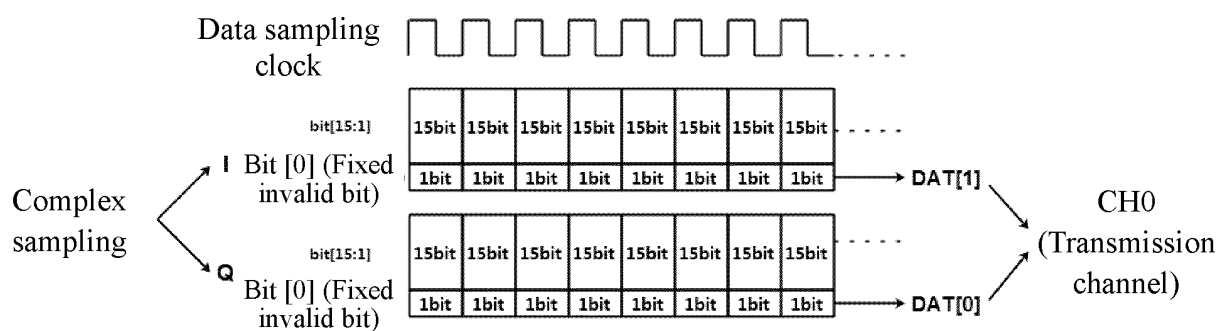 Data sampling
clock
bit[15:1]
15bit 15bit 15bit 15bit 15bit 15bit 15bit 15bit
I Bit [0] (Fixed
invalid bit)
1bit 1bit 1bit 1bit 1bit 1bit 1bit 1bit
DAT[1]
Complex
sampling
CH0
(Transmission
channel)
bit[15:1]
15bit 15bit 15bit 15bit 15bit 15bit 15bit 15bit
Q Bit [0] (Fixed
invalid bit)
1bit 1bit 1bit 1bit 1bit 1bit 1bit 1bit
DAT[0]